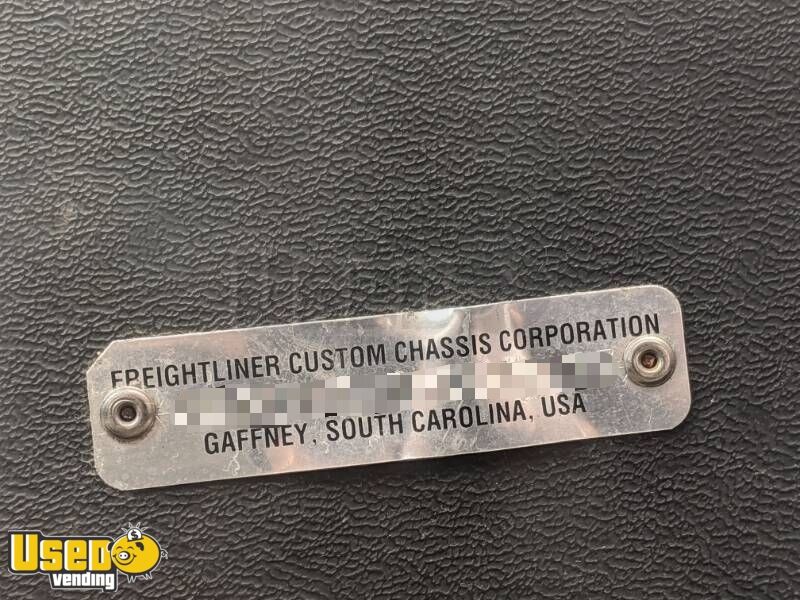 FREIGHTLINER CUSTOM CHASSIS CORPORATION
GAFFNEY, SOUTH CAROLINA, USA
USED
vending